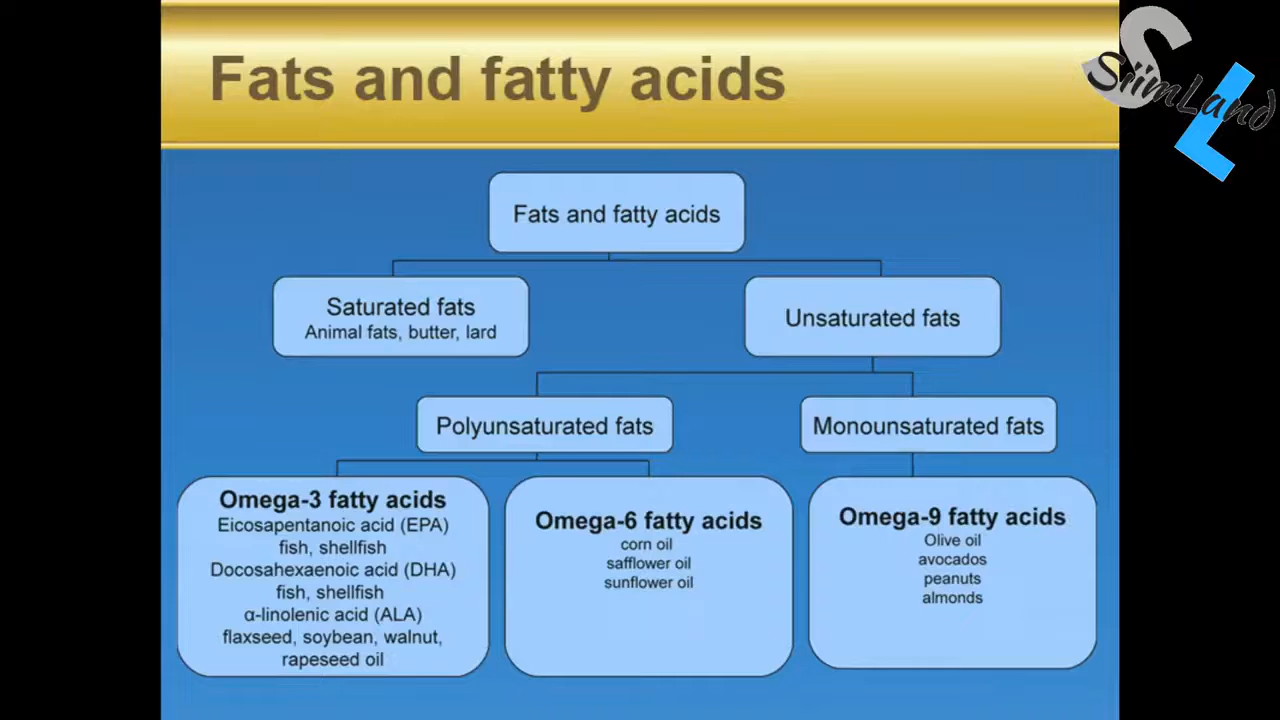 Fats and fatty acids
SiimLand
SL
Fats and fatty acids
Saturated fats
Animal fats, butter, lard
Unsaturated fats
Polyunsaturated fats
Monounsaturated fats
Omega-3 fatty acids
Eicosapentanoic acid (EPA)
fish, shellfish
Docosahexaenoic acid (DHA)
fish, shellfish
α-linolenic acid (ALA)
flaxseed, soybean, walnut,
rapeseed oil
Omega-6 fatty acids
corn oil
safflower oil
sunflower oil
Omega-9 fatty acids
Olive oil
avocados
peanuts
almonds